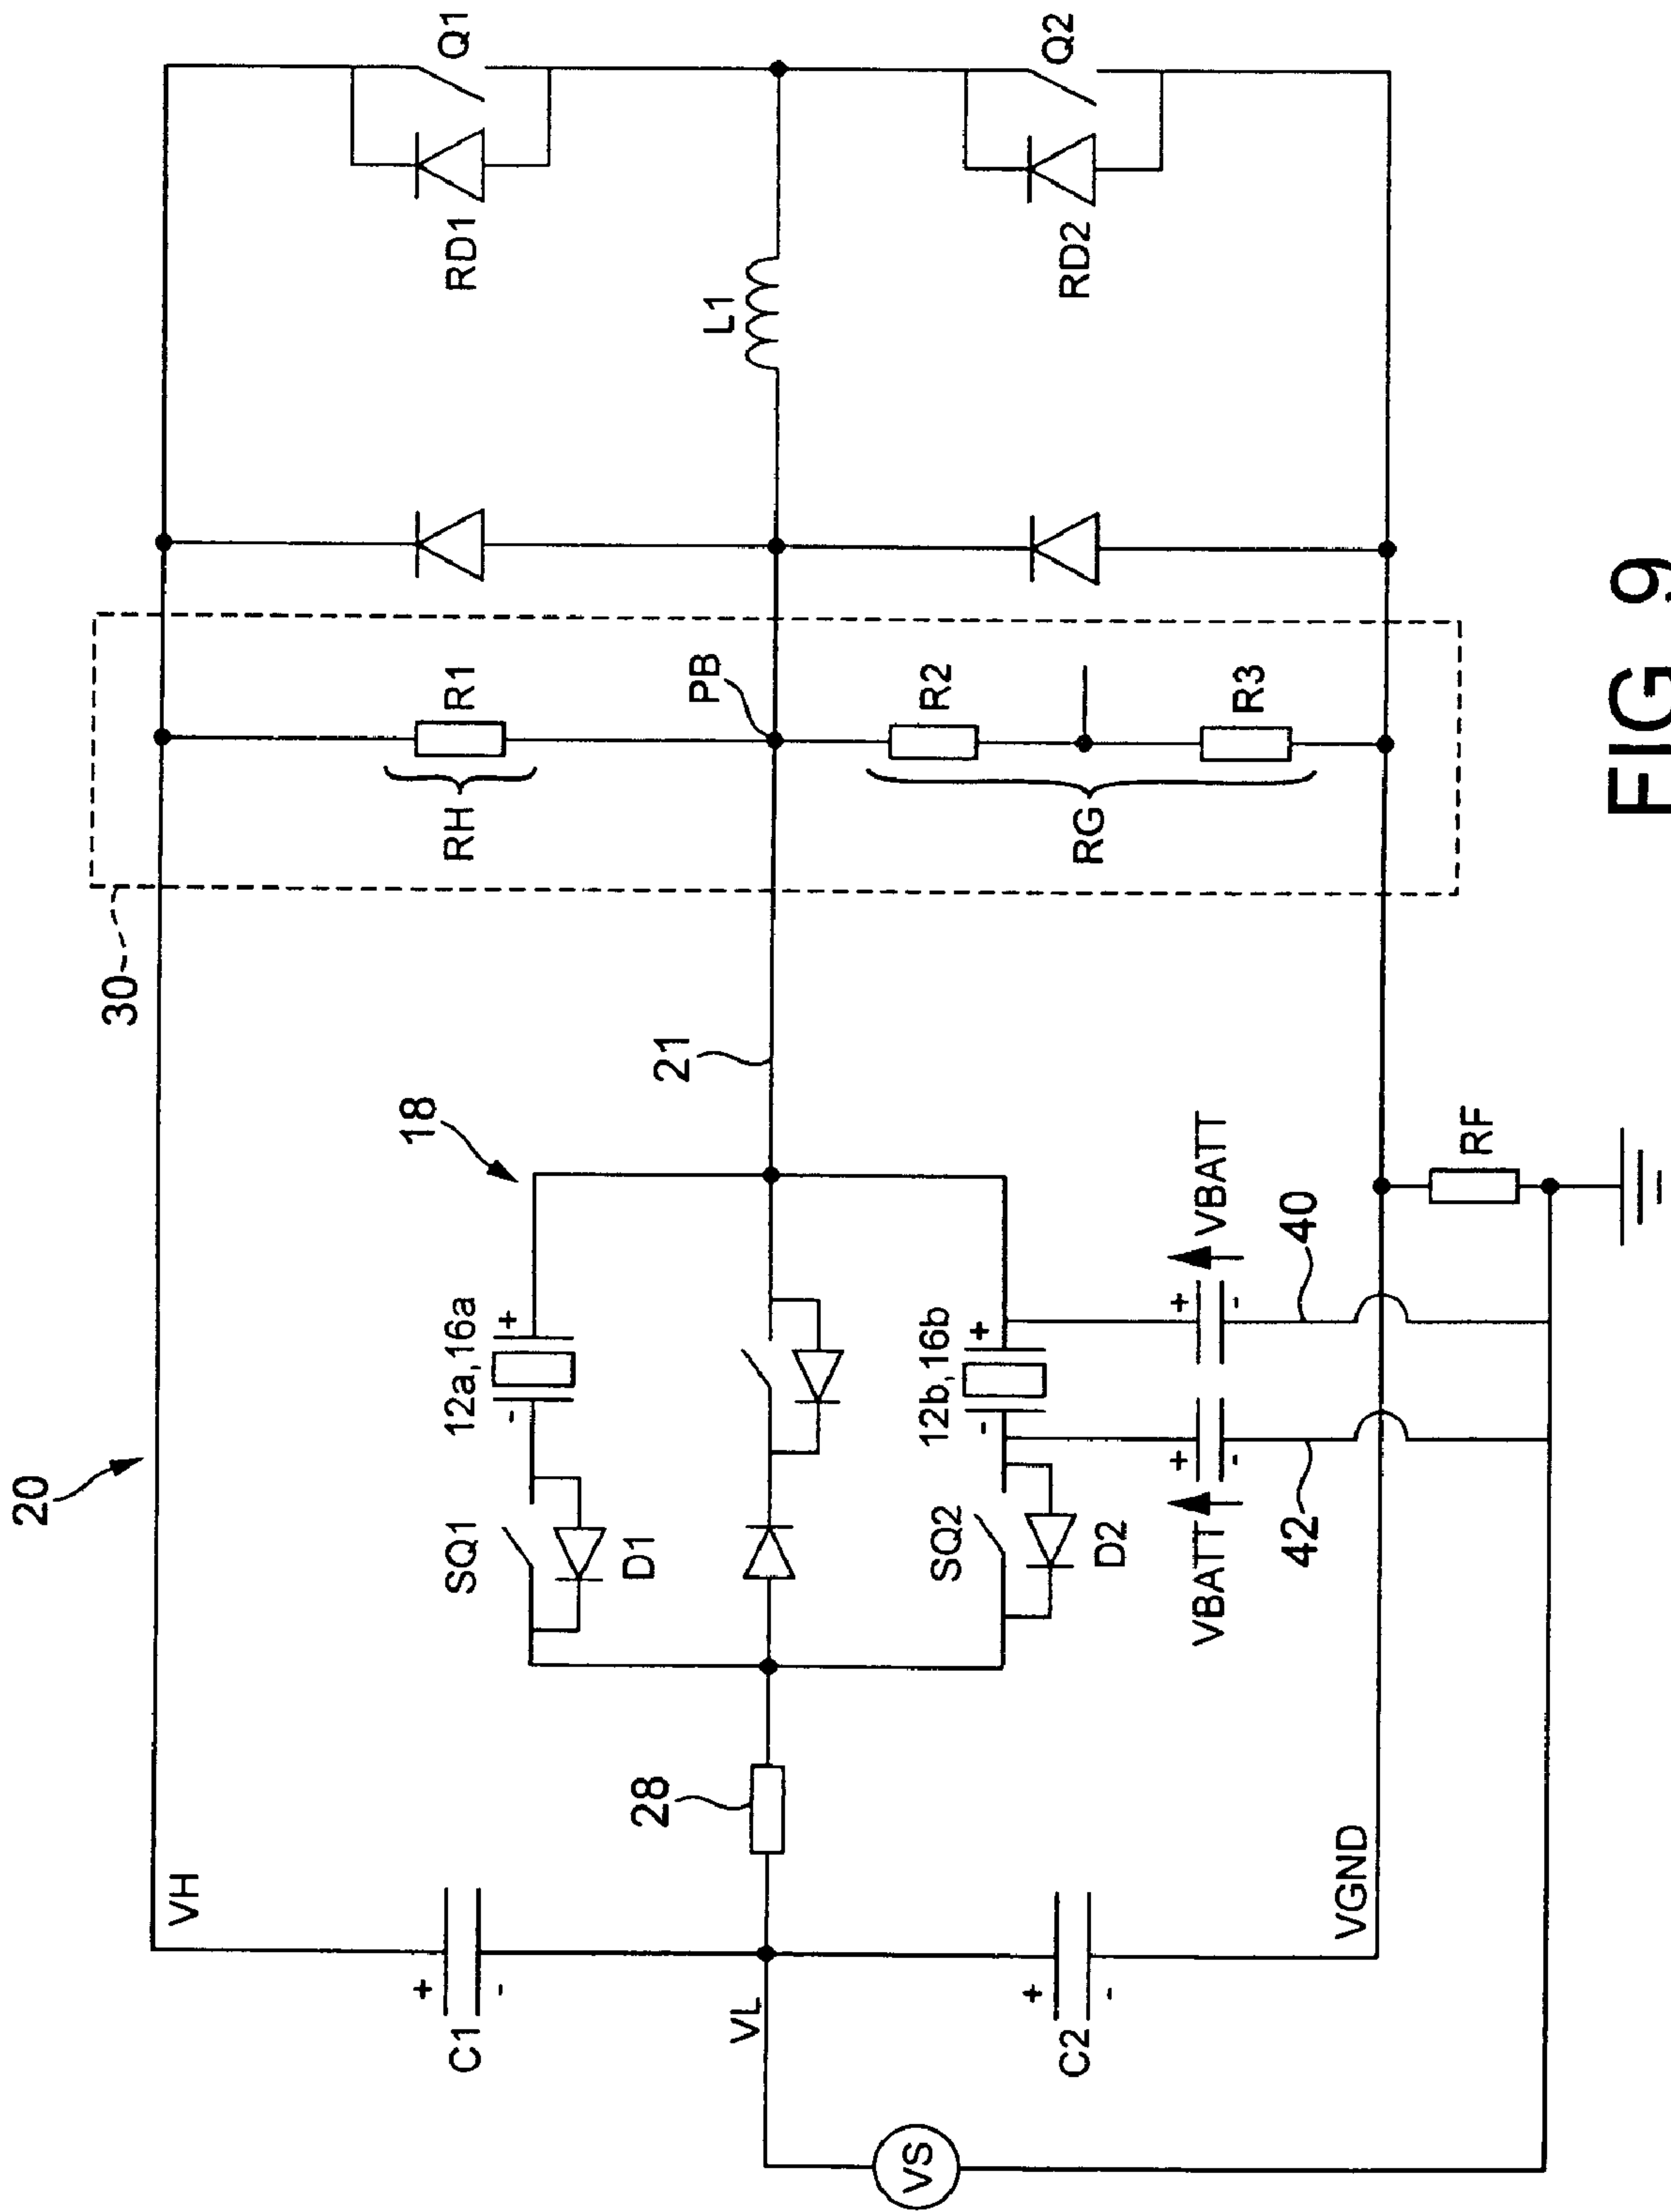 20
VH
30
Q1
RD1
R1
RH
18
12a,16a
+
-
SQ1
D1
C1
+
-
21
PB
L1
28
VL
VS
12b,16b
+
-
SQ2
D2
R2
RG
R3
Q2
RD2
C2
+
-
VBATT
+
-
VBATT
+
-
42
40
VGND
RF
FIG 9